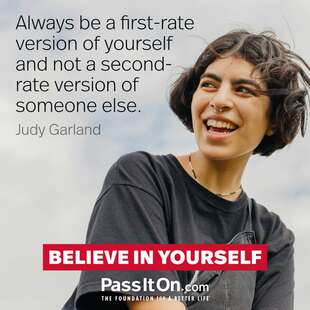 Always be a first-rate
version of yourself
and not a second-
rate version of
someone else.
Judy Garland
BELIEVE IN YOURSELF
PassItOn.com
THE FOUNDATION FOR A BETTER LIFE